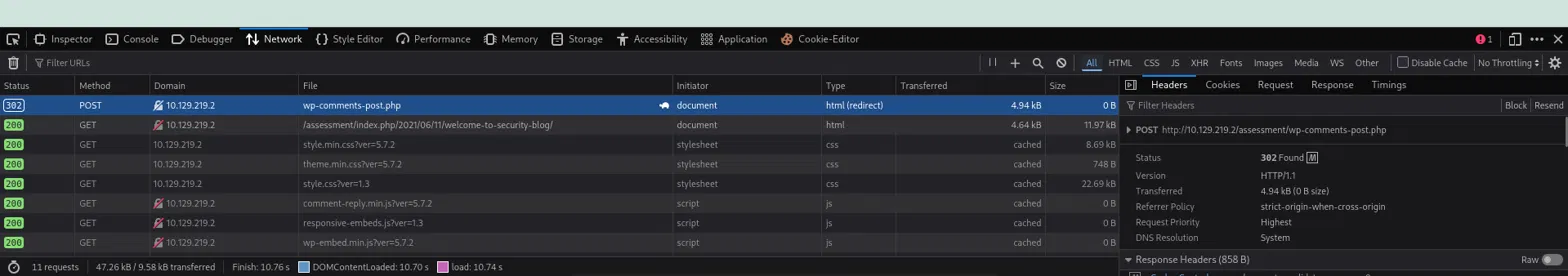 Inspector Console Debugger Network Style Editor Performance Memory Storage Accessibility Application Cookie-Editor 1
Filter URLs All HTML CSS JS XHR Fonts Images Media WS Other Disable Cache No Throttling
Status Method Domain File Initiator Type Transferred Size
302 POST 10.129.219.2 wp-comments-post.php document html (redirect) 4.94 kB 0 B
200 GET 10.129.219.2 /assessment/index.php/2021/06/11/welcome-to-security-blog/ document html 4.64 kB 11.97 kB
200 GET 10.129.219.2 style.min.css?ver=5.7.2 stylesheet css cached 8.69 kB
200 GET 10.129.219.2 theme.min.css?ver=5.7.2 stylesheet css cached 748 B
200 GET 10.129.219.2 style.css?ver=1.3 stylesheet css cached 22.69 kB
200 GET 10.129.219.2 comment-reply.min.js?ver=5.7.2 script js cached 0 B
200 GET 10.129.219.2 responsive-embeds.js?ver=1.3 script js cached 0 B
200 GET 10.129.219.2 wp-embed.min.js?ver=5.7.2 script js cached 0 B
11 requests 47.26 kB / 9.58 kB transferred Finish: 10.76 s DOMContentLoaded: 10.70 s load: 10.74 s
Headers Cookies Request Response Timings
Filter Headers Block Resend
POST http://10.129.219.2/assessment/wp-comments-post.php
Status 302 Found M
Version HTTP/1.1
Transferred 4.94 kB (0 B size)
Referrer Policy strict-origin-when-cross-origin
Request Priority Highest
DNS Resolution System
Response Headers (858 B) Raw